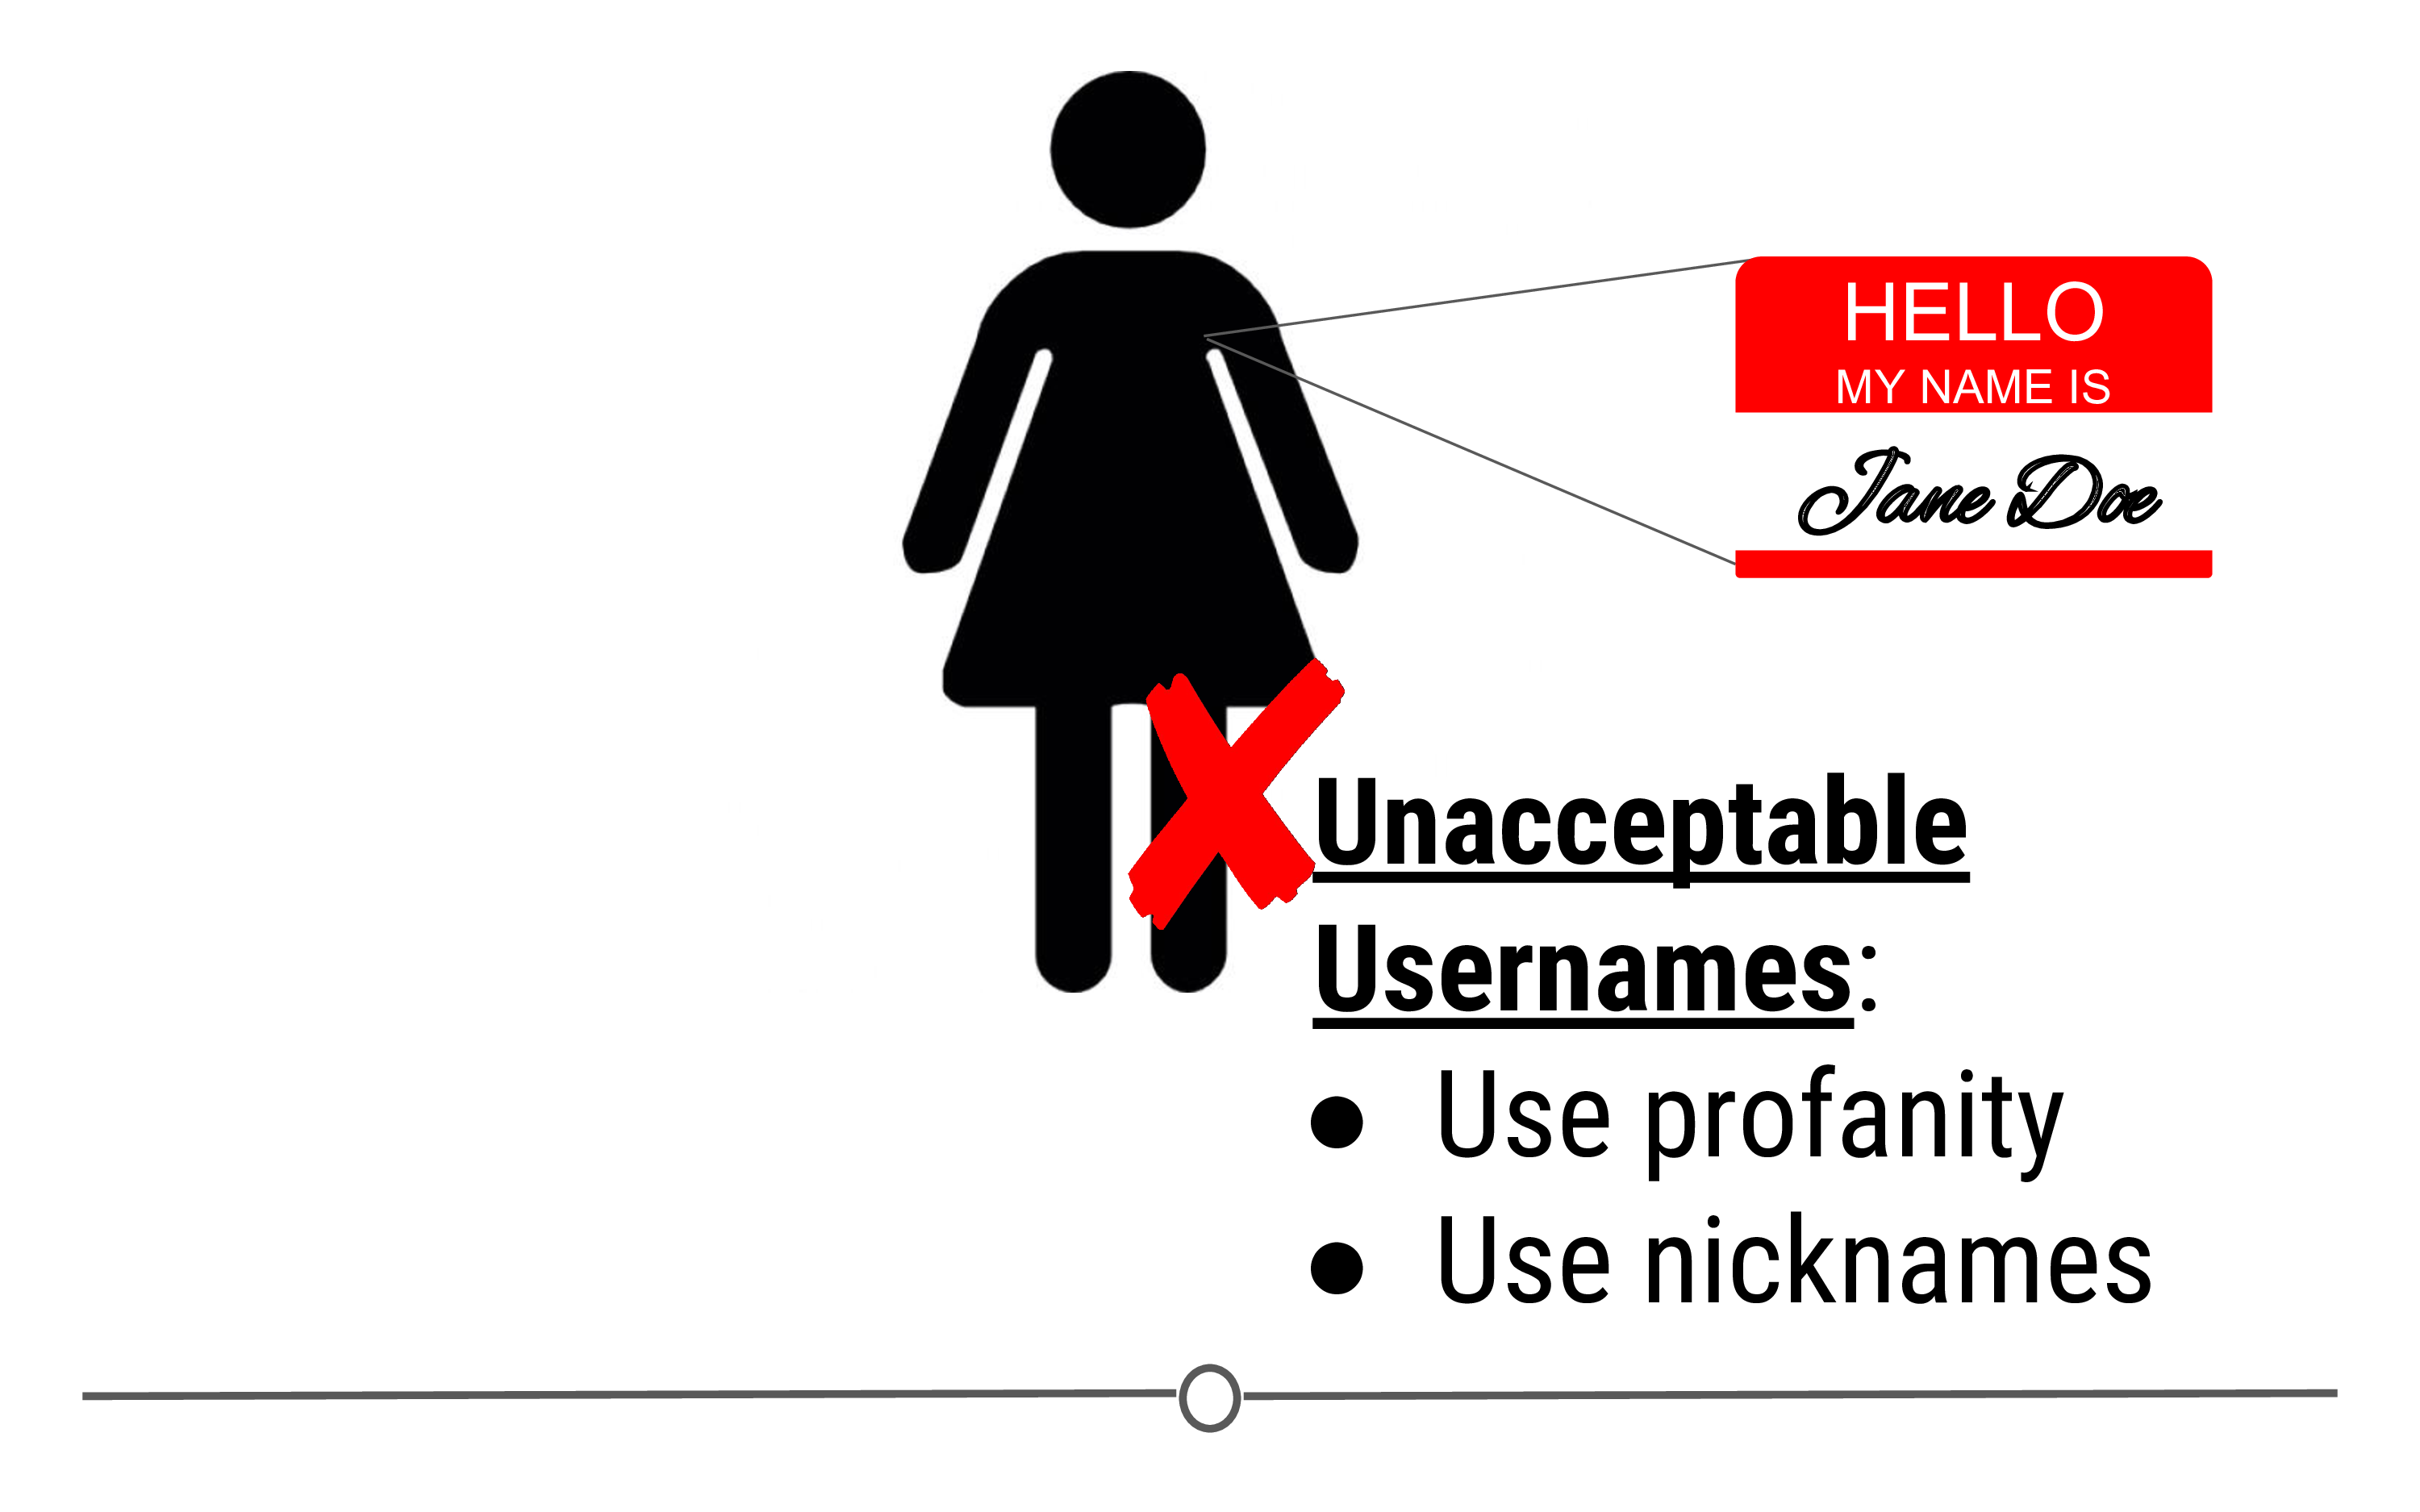 HELLO
MY NAME IS
Jane Doe
Unacceptable
Usernames:
● Use profanity
● Use nicknames